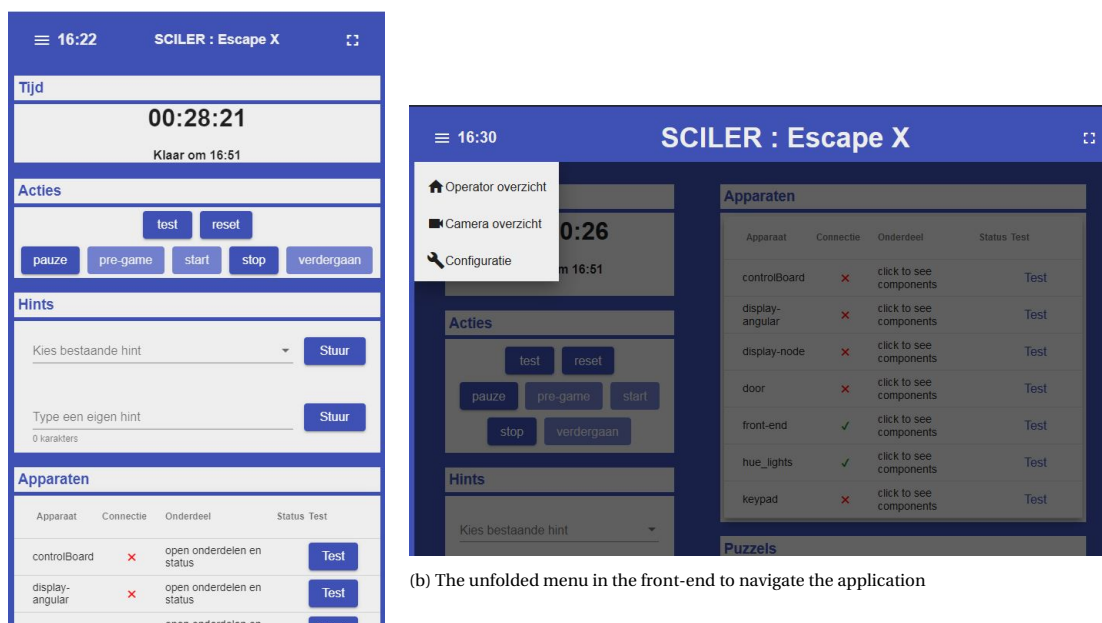 16:22 SCILER : Escape X
Tijd
00:28:21
Klaar om 16:51
Acties
test reset
pauze pre-game start stop verdergaan
Hints
Kies bestaande hint Stuur
Type een eigen hint Stuur
0 karakters
Apparaten
Apparaat Connectie Onderdeel Status Test
controlBoard open onderdelen en status Test
display-angular open onderdelen en status Test
16:30 SCILER : Escape X
Operator overzicht
Camera overzicht
Configuratie
0:26
m 16:51
Acties
test reset
pauze pre-game start
stop verdergaan
Hints
Kies bestaande hint
Apparaten
Apparaat Connectie Onderdeel Status Test
controlBoard click to see components Test
display-angular click to see components Test
display-node click to see components Test
door click to see components Test
front-end click to see components Test
hue_lights click to see components Test
keypad click to see components Test
Puzzels
(b) The unfolded menu in the front-end to navigate the application